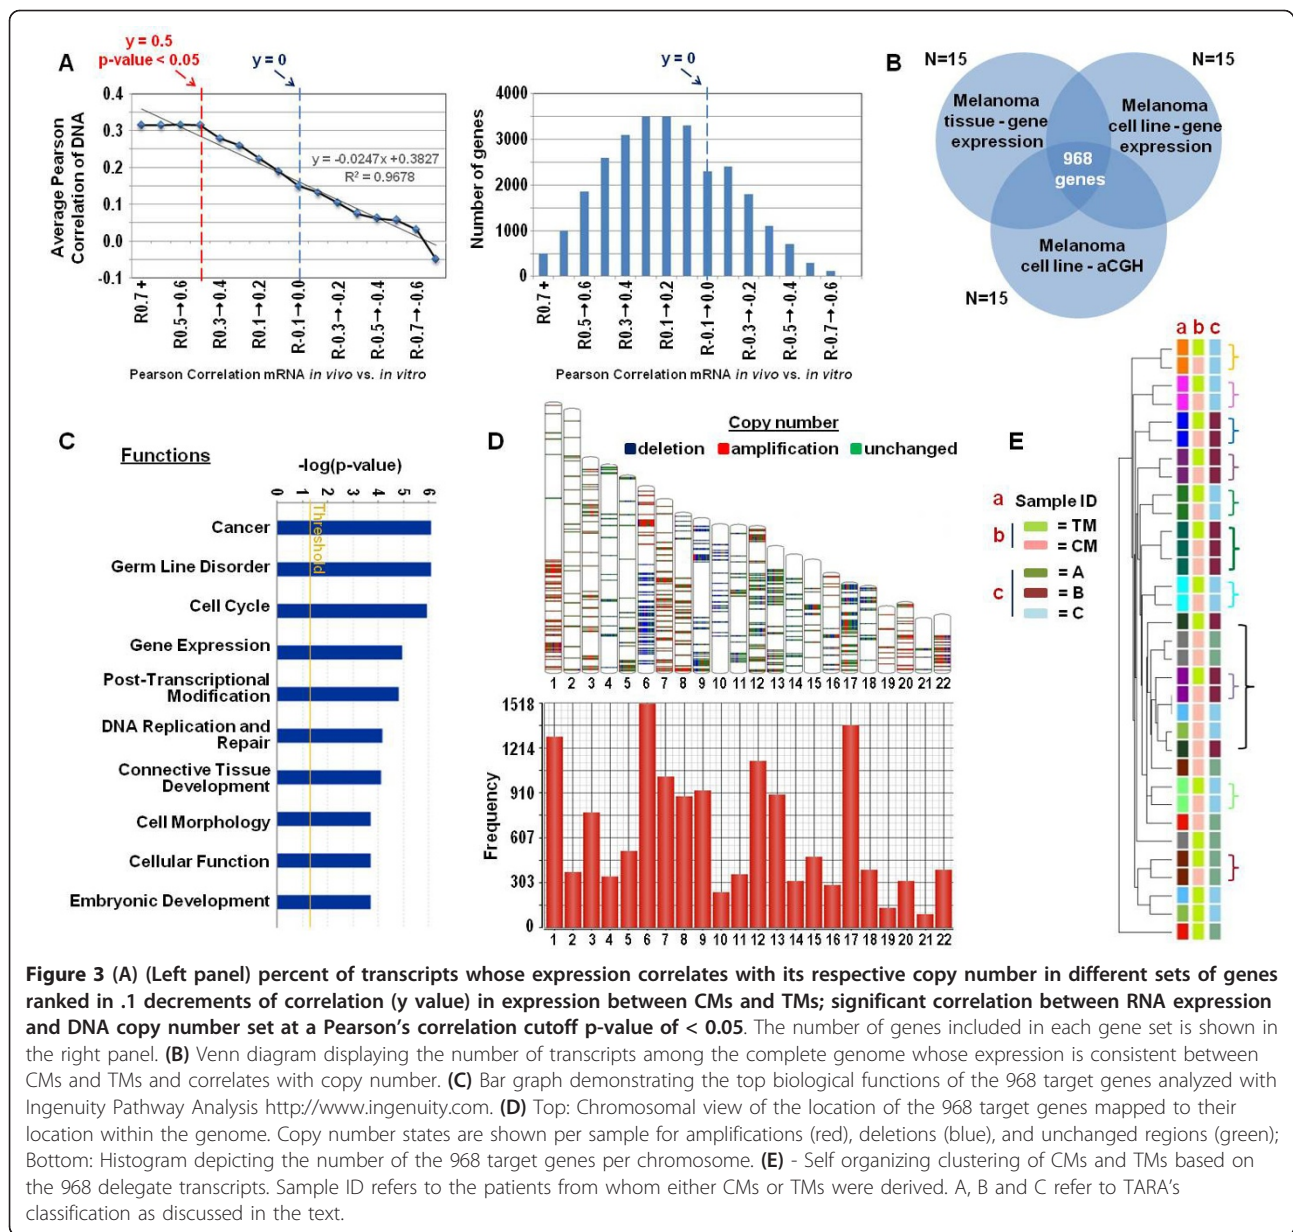 A
y = 0.5
p-value < 0.05
y = 0
Average Pearson
Correlation of DNA
0.4
0.3
0.2
0.1
0.0
-0.1
y = -0.0247x + 0.3827
R² = 0.9678
R0.7 +
R0.5→0.6
R0.3→0.4
R0.1→0.2
R-0.1→0.0
R-0.3→-0.2
R-0.5→-0.4
R-0.7→-0.6
Pearson Correlation mRNA in vivo vs. in vitro
y = 0
Number of genes
4000
3000
2000
1000
0
R0.7 +
R0.5→0.6
R0.3→0.4
R0.1→0.2
R-0.1→0.0
R-0.3→-0.2
R-0.5→-0.4
R-0.7→-0.6
Pearson Correlation mRNA in vivo vs. in vitro
B
N=15
N=15
Melanoma
tissue - gene
expression
Melanoma
cell line - gene
expression
968
genes
Melanoma
cell line - aCGH
N=15
C
Functions
-log(p-value)
0 1 2 3 4 5 6
Threshold
Cancer
Germ Line Disorder
Cell Cycle
Gene Expression
Post-Transcriptional
Modification
DNA Replication and
Repair
Connective Tissue
Development
Cell Morphology
Cellular Function
Embryonic Development
D
Copy number
deletion amplification unchanged
1 2 3 4 5 6 7 8 9 10 11 12 13 14 15 16 17 18 19 20 21 22
Frequency
1518
1214
910
607
303
0
1 2 3 4 5 6 7 8 9 10 11 12 13 14 15 16 17 18 19 20 21 22
E
a b c
a Sample ID
b
= TM
= CM
c
= A
= B
= C
Figure 3 (A) (Left panel) percent of transcripts whose expression correlates with its respective copy number in different sets of genes
ranked in .1 decrements of correlation (y value) in expression between CMs and TMs; significant correlation between RNA expression
and DNA copy number set at a Pearson's correlation cutoff p-value of < 0.05. The number of genes included in each gene set is shown in
the right panel. (B) Venn diagram displaying the number of transcripts among the complete genome whose expression is consistent between
CMs and TMs and correlates with copy number. (C) Bar graph demonstrating the top biological functions of the 968 target genes analyzed with
Ingenuity Pathway Analysis http://www.ingenuity.com. (D) Top: Chromosomal view of the location of the 968 target genes mapped to their
location within the genome. Copy number states are shown per sample for amplifications (red), deletions (blue), and unchanged regions (green);
Bottom: Histogram depicting the number of the 968 target genes per chromosome. (E) - Self organizing clustering of CMs and TMs based on
the 968 delegate transcripts. Sample ID refers to the patients from whom either CMs or TMs were derived. A, B and C refer to TARA's
classification as discussed in the text.